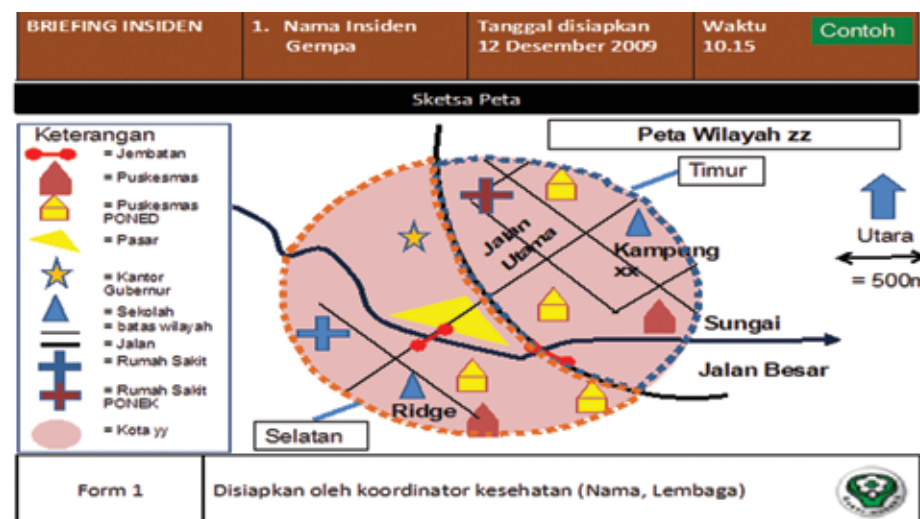 BRIEFING INSIDEN
1. Nama Insiden
Gempa
Tanggal disiapkan
12 Desember 2009
Waktu
10.15
Contoh
Sketsa Peta
Keterangan
= Jembatan
= Puskesmas
= Puskesmas
PONED
= Pasar
= Kantor
Gubernur
= Sekolah
= batas wilayah
= Jalan
= Rumah Sakit
= Rumah Sakit
PONEK
= Kota yy
Peta Wilayah zz
Timur
Utara
= 500m
Jalan
Utama
Kampung
xx
Sungai
Jalan Besar
Ridge
Selatan
Form 1
Disiapkan oleh koordinator kesehatan (Nama, Lembaga)